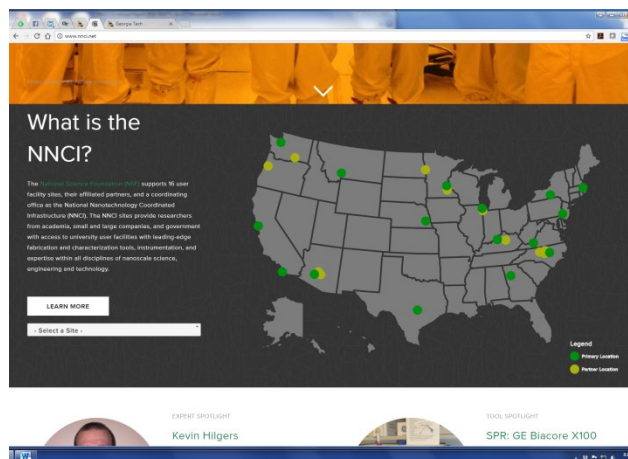 Georgia Tech
www.nnci.net
What is the
NNCI?
The National Science Foundation (NSF) supports 16 user
facility sites, their affiliated partners, and a coordinating
office as the National Nanotechnology Coordinated
Infrastructure (NNCI). The NNCI sites provide researchers
from academia, small and large companies, and government
with access to university user facilities with leading-edge
fabrication and characterization tools, instrumentation, and
expertise within all disciplines of nanoscale science,
engineering and technology.
LEARN MORE
- Select a Site -
Legend
Primary Location
Partner Location
EXPERT SPOTLIGHT
Kevin Hilgers
TOOL SPOTLIGHT
SPR: GE Biacore X100